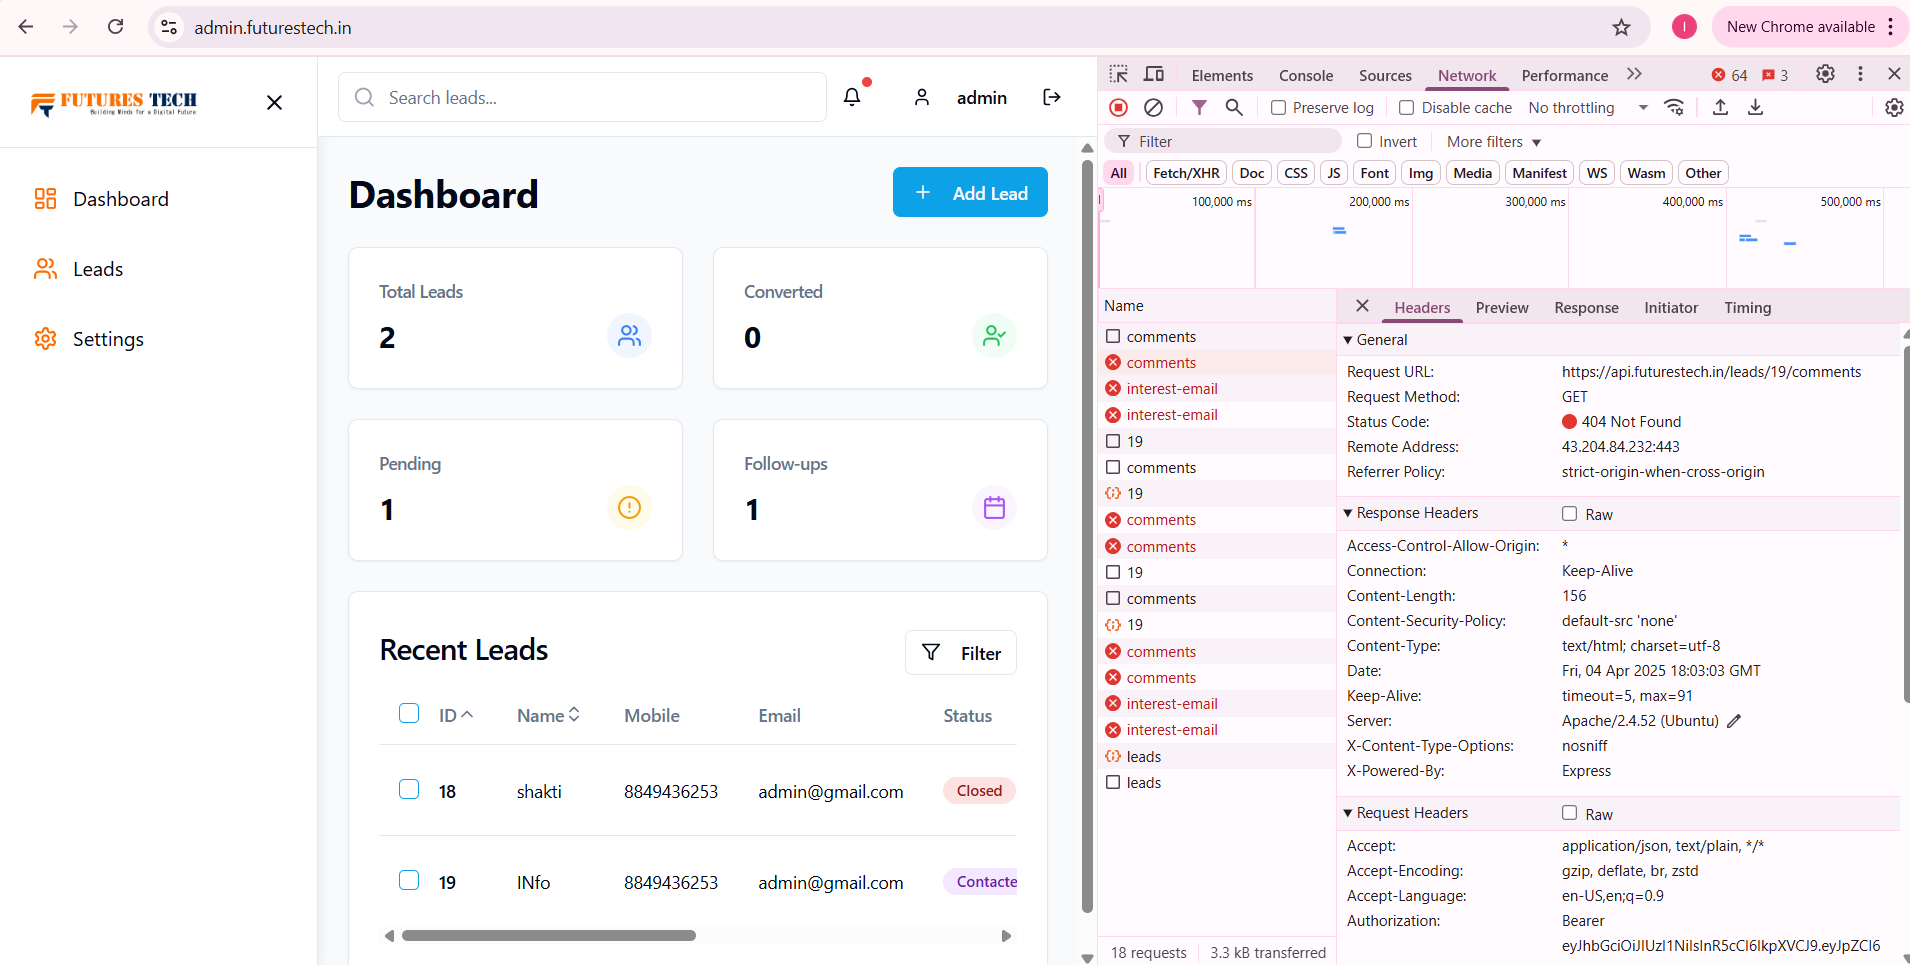 admin.futurestech.in
I
New Chrome available
FUTURES TECH
Building Minds for a Digital Future
Dashboard
Leads
Settings
Search leads...
admin
Dashboard
Add Lead
Total Leads
2
Converted
0
Pending
1
Follow-ups
1
Recent Leads
Filter
ID Name Mobile Email Status
18 shakti 8849436253 admin@gmail.com Closed
19 INfo 8849436253 admin@gmail.com Contacte
Elements Console Sources Network Performance 64 3
Preserve log Disable cache No throttling
Filter Invert More filters
All Fetch/XHR Doc CSS JS Font Img Media Manifest WS Wasm Other
100,000 ms 200,000 ms 300,000 ms 400,000 ms 500,000 ms
Name
comments
comments
interest-email
interest-email
19
comments
19
comments
comments
19
comments
19
comments
comments
interest-email
interest-email
leads
leads
18 requests 3.3 kB transferred
Headers Preview Response Initiator Timing
General
Request URL: https://api.futurestech.in/leads/19/comments
Request Method: GET
Status Code: 404 Not Found
Remote Address: 43.204.84.232:443
Referrer Policy: strict-origin-when-cross-origin
Response Headers Raw
Access-Control-Allow-Origin: *
Connection: Keep-Alive
Content-Length: 156
Content-Security-Policy: default-src 'none'
Content-Type: text/html; charset=utf-8
Date: Fri, 04 Apr 2025 18:03:03 GMT
Keep-Alive: timeout=5, max=91
Server: Apache/2.4.52 (Ubuntu)
X-Content-Type-Options: nosniff
X-Powered-By: Express
Request Headers Raw
Accept: application/json, text/plain, */*
Accept-Encoding: gzip, deflate, br, zstd
Accept-Language: en-US,en;q=0.9
Authorization: Bearer
eyJhbGciOiJIUzI1NiIsInR5cCI6IkpXVCJ9.eyJpZCI6